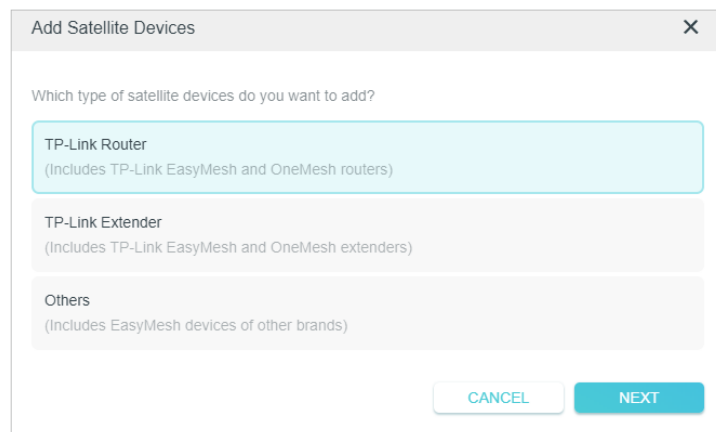 Add Satellite Devices
Which type of satellite devices do you want to add?
TP-Link Router
(Includes TP-Link EasyMesh and OneMesh routers)
TP-Link Extender
(Includes TP-Link EasyMesh and OneMesh extenders)
Others
(Includes EasyMesh devices of other brands)
CANCEL NEXT